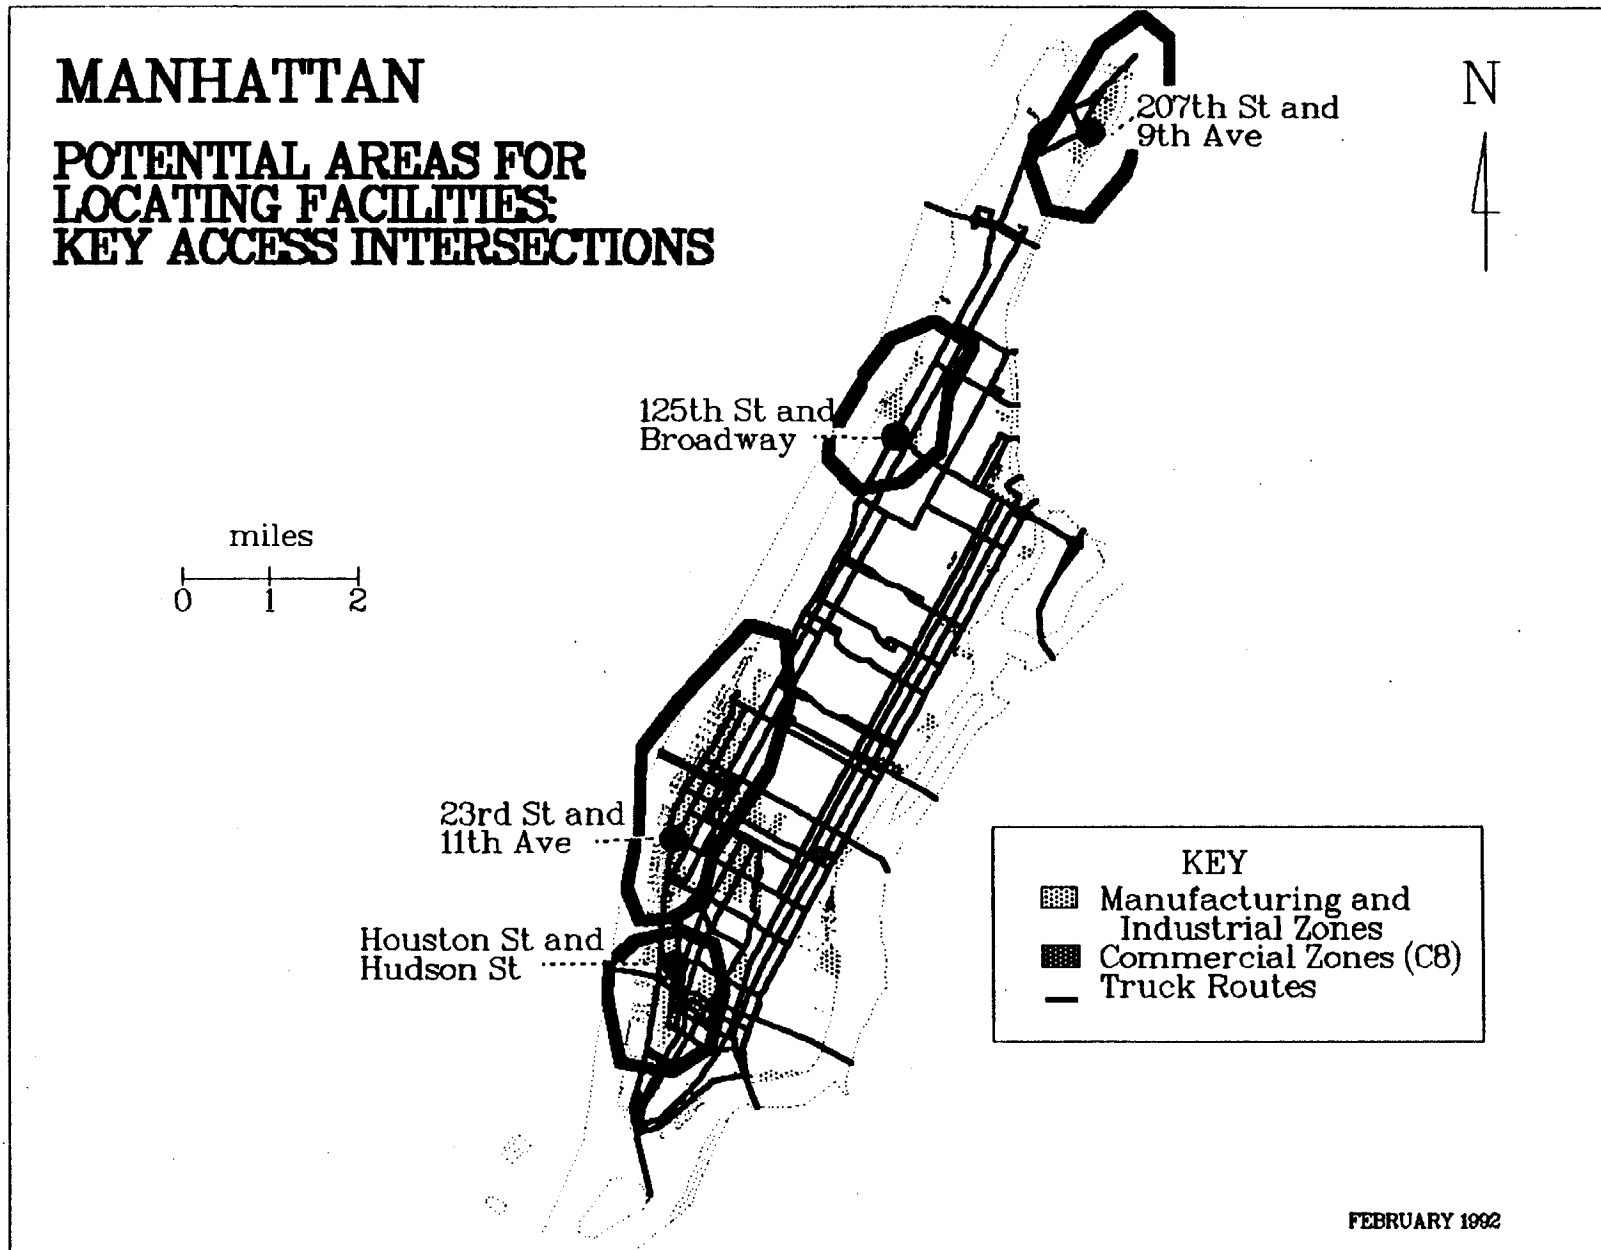 MANHATTAN
POTENTIAL AREAS FOR
LOCATING FACILITIES:
KEY ACCESS INTERSECTIONS
N
207th St and
9th Ave
125th St and
Broadway
miles
0 1 2
23rd St and
11th Ave
Houston St and
Hudson St
KEY
Manufacturing and
Industrial Zones
Commercial Zones (C8)
Truck Routes
FEBRUARY 1992